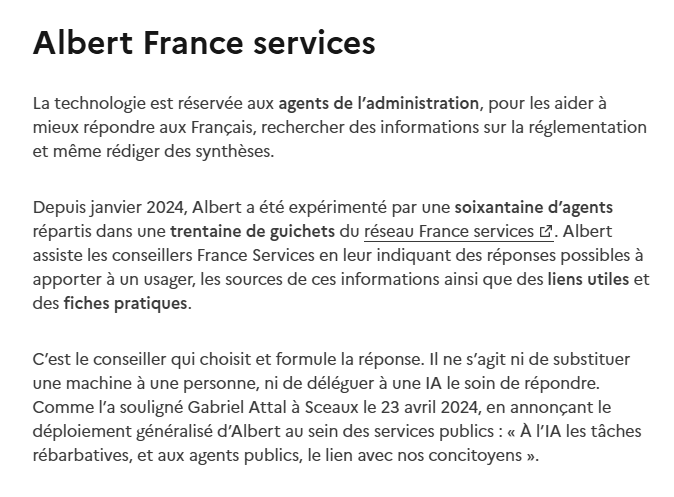 Albert France services
La technologie est réservée aux agents de l’administration, pour les aider à
mieux répondre aux Français, rechercher des informations sur la réglementation
et même rédiger des synthèses.
Depuis janvier 2024, Albert a été expérimenté par une soixantaine d’agents
répartis dans une trentaine de guichets du réseau France services. Albert
assiste les conseillers France Services en leur indiquant des réponses possibles à
apporter à un usager, les sources de ces informations ainsi que des liens utiles et
des fiches pratiques.
C’est le conseiller qui choisit et formule la réponse. Il ne s’agit ni de substituer
une machine à une personne, ni de déléguer à une IA le soin de répondre.
Comme l’a souligné Gabriel Attal à Sceaux le 23 avril 2024, en annonçant le
déploiement généralisé d’Albert au sein des services publics : « À l’IA les tâches
rébarbatives, et aux agents publics, le lien avec nos concitoyens ».